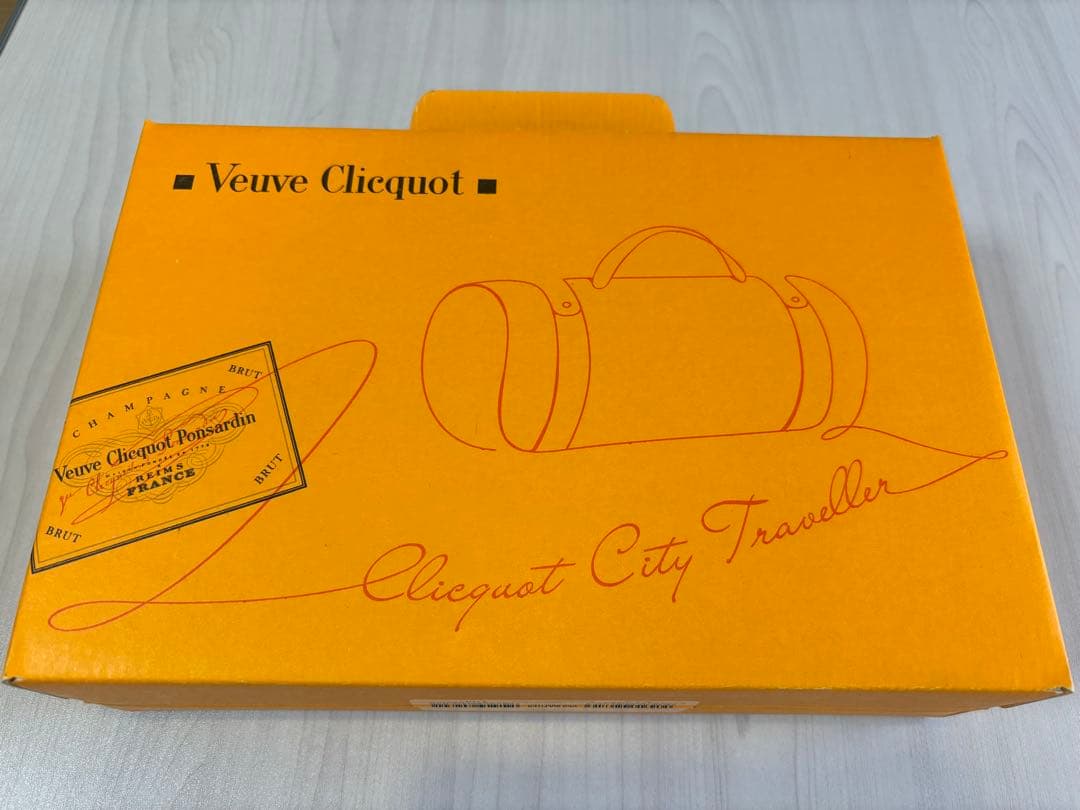 Veuve Clicquot
BRUT
CHAMPAGNE
Veuve Clicquot Ponsardin
REIMS
FRANCE
BRUT
BRUT
Clicquot City Traveller